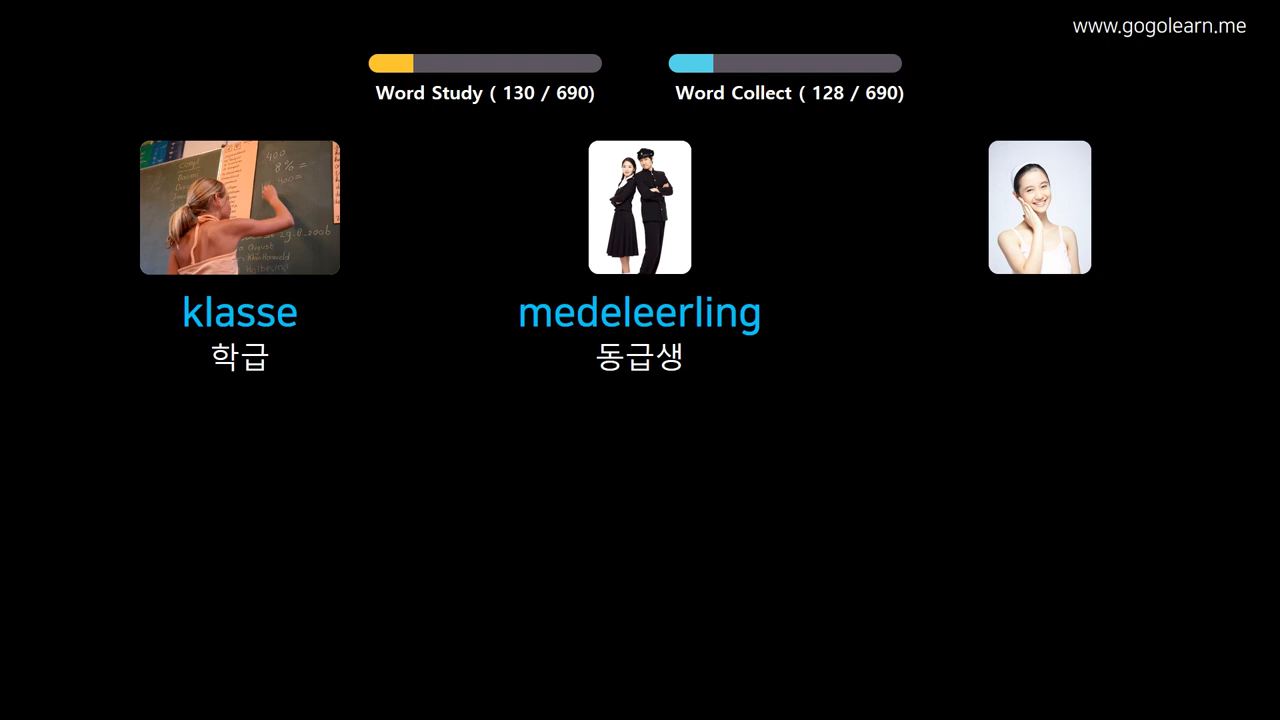 www.gogolearn.me
Word Study ( 130 / 690)
Word Collect ( 128 / 690)
klasse
학급
medeleerling
동급생